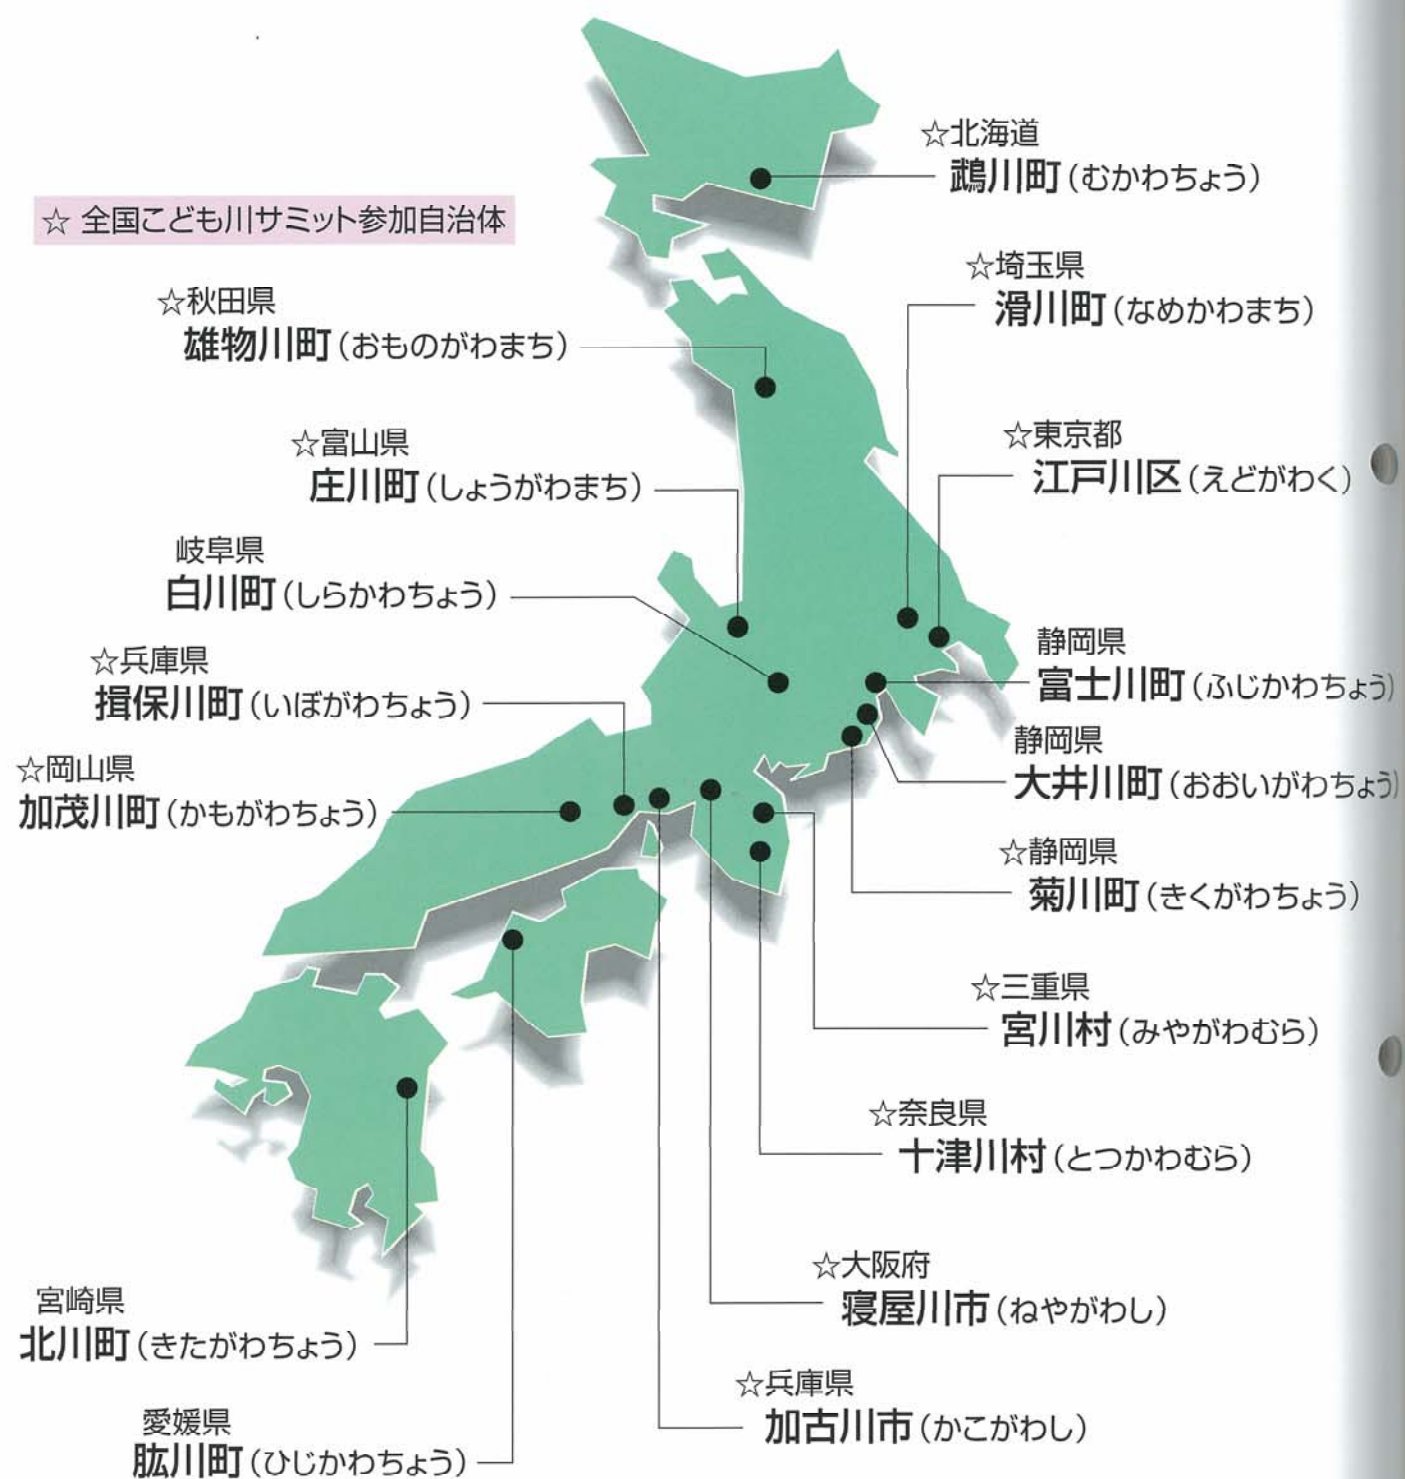 ☆北海道
鵡川町(むかわちょう)
☆ 全国こども川サミット参加自治体
☆埼玉県
滑川町(なめかわまち)
☆秋田県
雄物川町(おものがわまち)
☆東京都
江戸川区(えどがわく)
☆富山県
庄川町(しょうがわまち)
岐阜県
白川町(しらかわちょう)
静岡県
富士川町(ふじかわちょう)
☆兵庫県
揖保川町(いぼがわちょう)
静岡県
大井川町(おおいがわちょう)
☆岡山県
加茂川町(かもがわちょう)
☆静岡県
菊川町(きくがわちょう)
☆三重県
宮川村(みやがわむら)
☆奈良県
十津川村(とつかわむら)
☆大阪府
寝屋川市(ねやがわし)
宮崎県
北川町(きたがわちょう)
☆兵庫県
加古川市(かこがわし)
愛媛県
肱川町(ひじかわちょう)